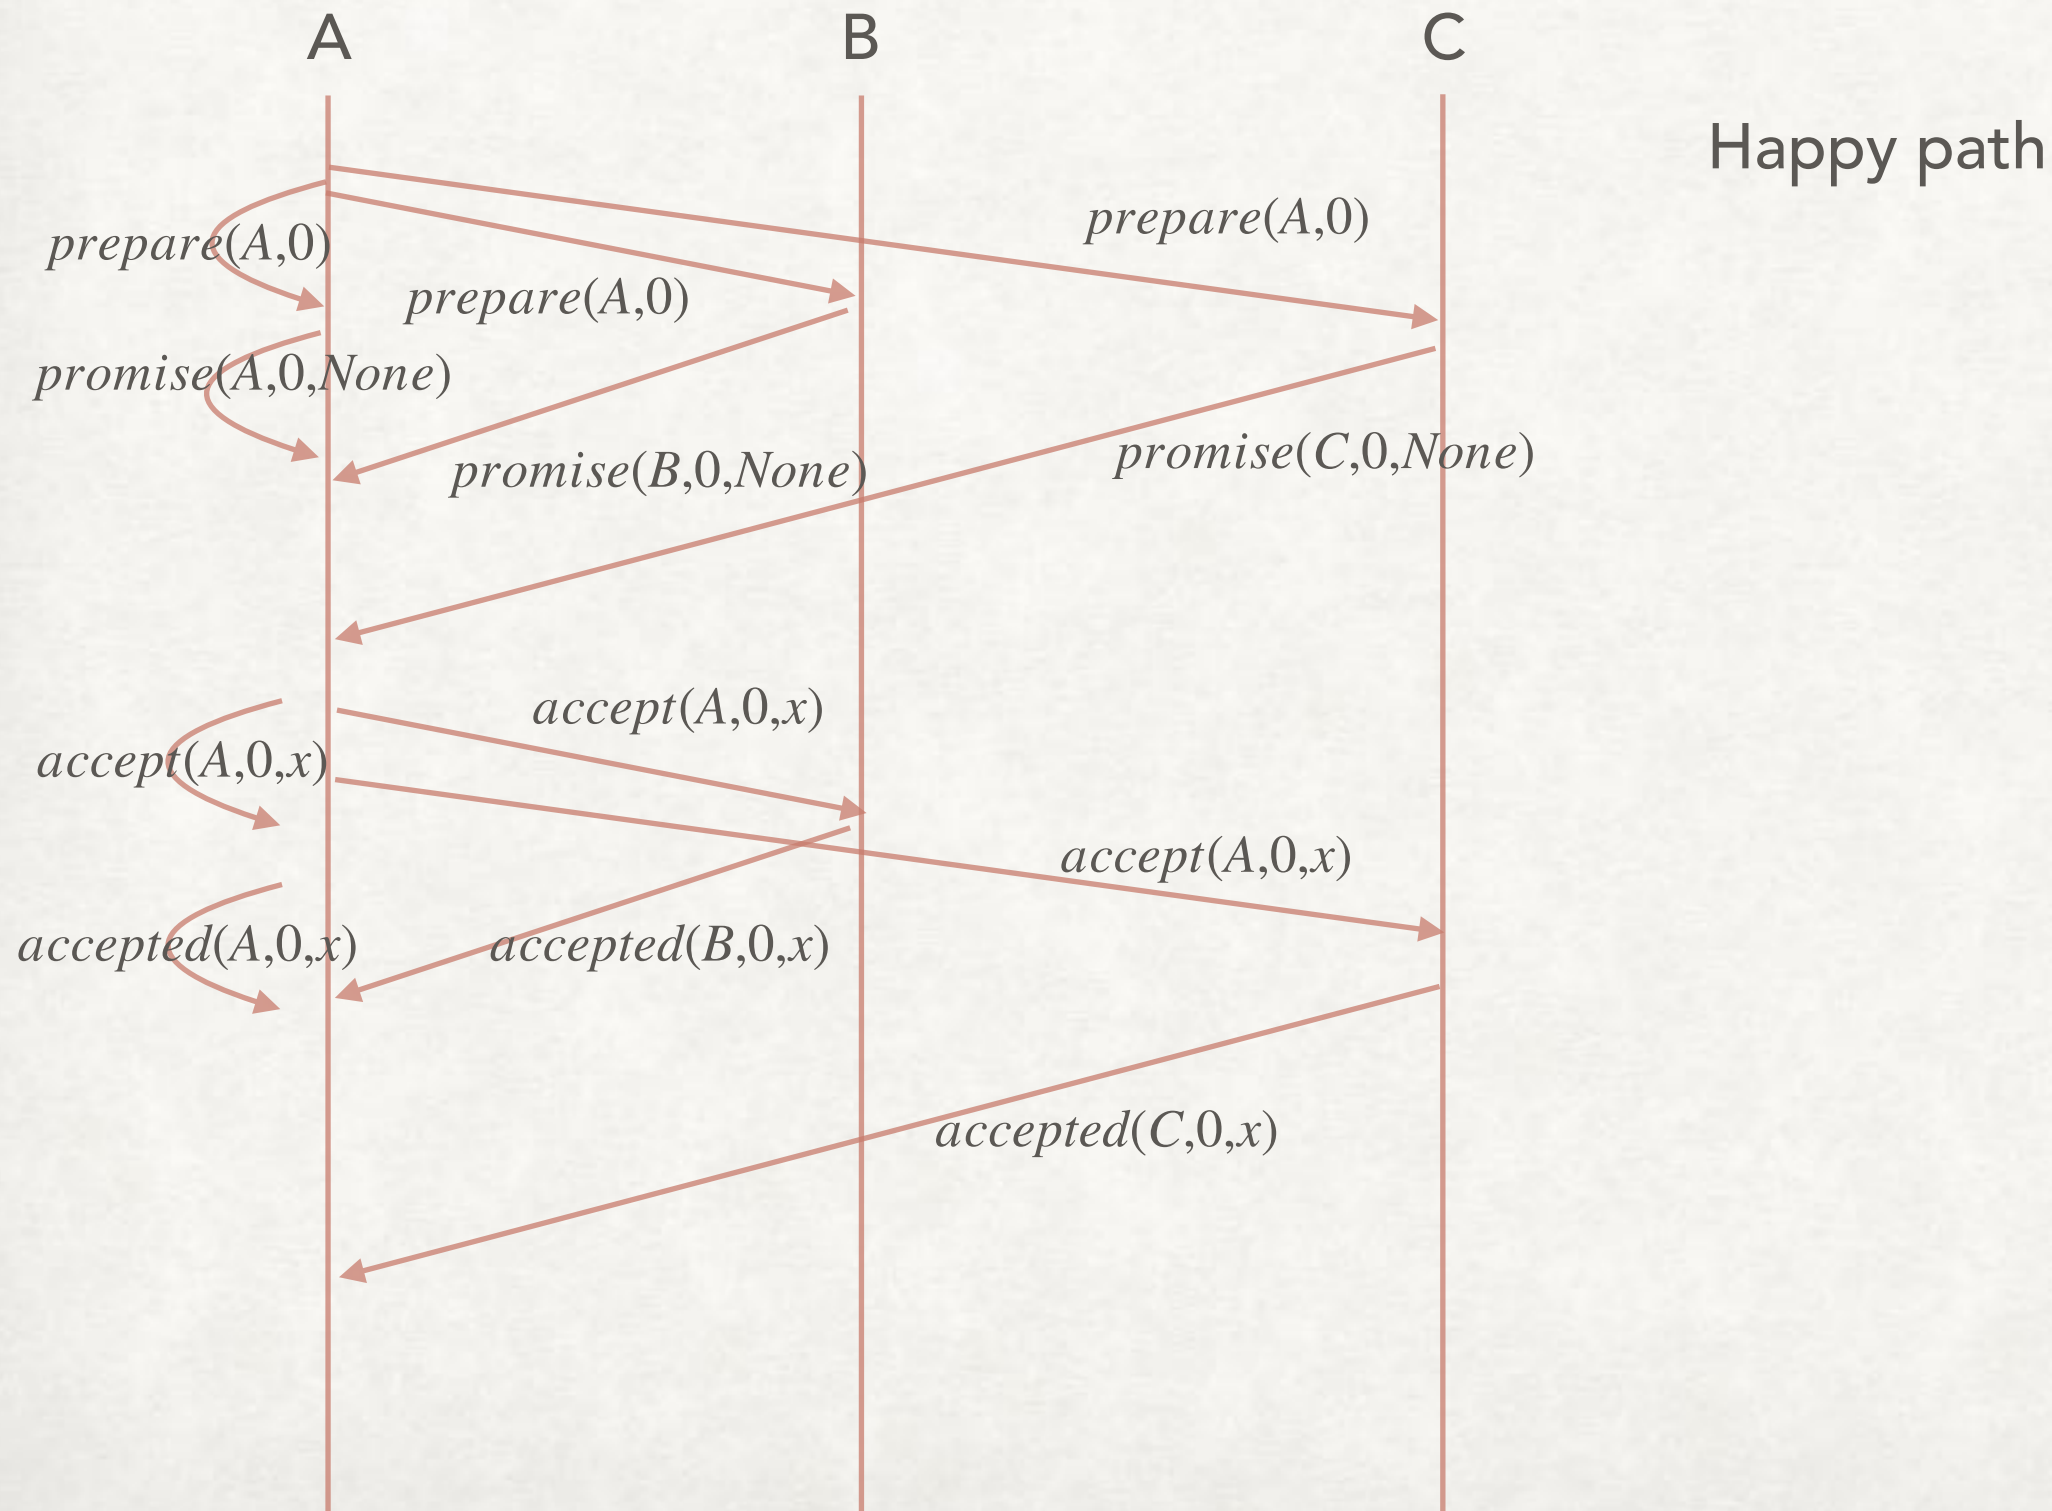 A
B
C
Happy path
prepare(A,0)
prepare(A,0)
prepare(A,0)
promise(A,0,None)
promise(C,0,None)
promise(B,0,None)
accept(A,0,x)
accept(A,0,x)
accept(A,0,x)
accepted(A,0,x)
accepted(B,0,x)
accepted(C,0,x)